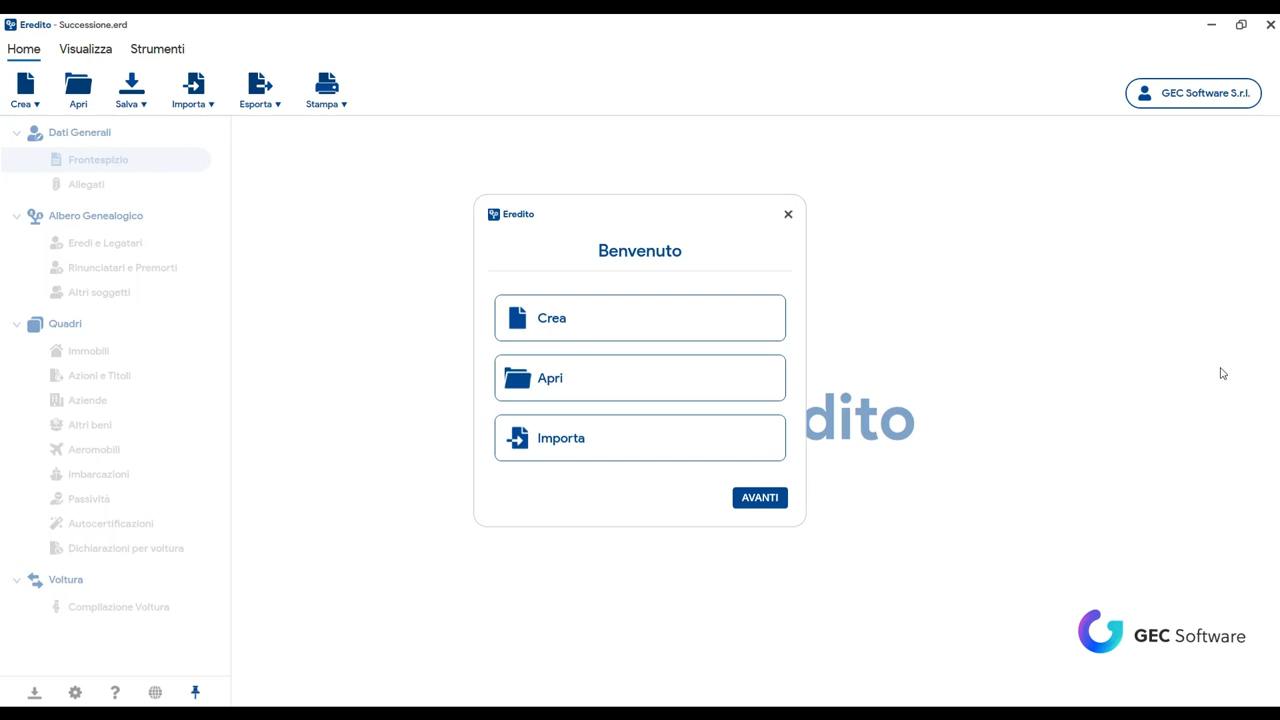 Eredito - Successione.erd
Home Visualizza Strumenti
Crea Apri Salva Importa Esporta Stampa
GEC Software S.r.l.
Dati Generali
Frontespizio
Allegati
Albero Genealogico
Eredi e Legatari
Rinunciatari e Premorti
Altri soggetti
Quadri
Immobili
Azioni e Titoli
Aziende
Altri beni
Aeromobili
Imbarcazioni
Passività
Autocertificazioni
Dichiarazioni per voltura
Voltura
Compilazione Voltura
Eredito
Benvenuto
Crea
Apri
Importa
AVANTI
dito
GEC Software